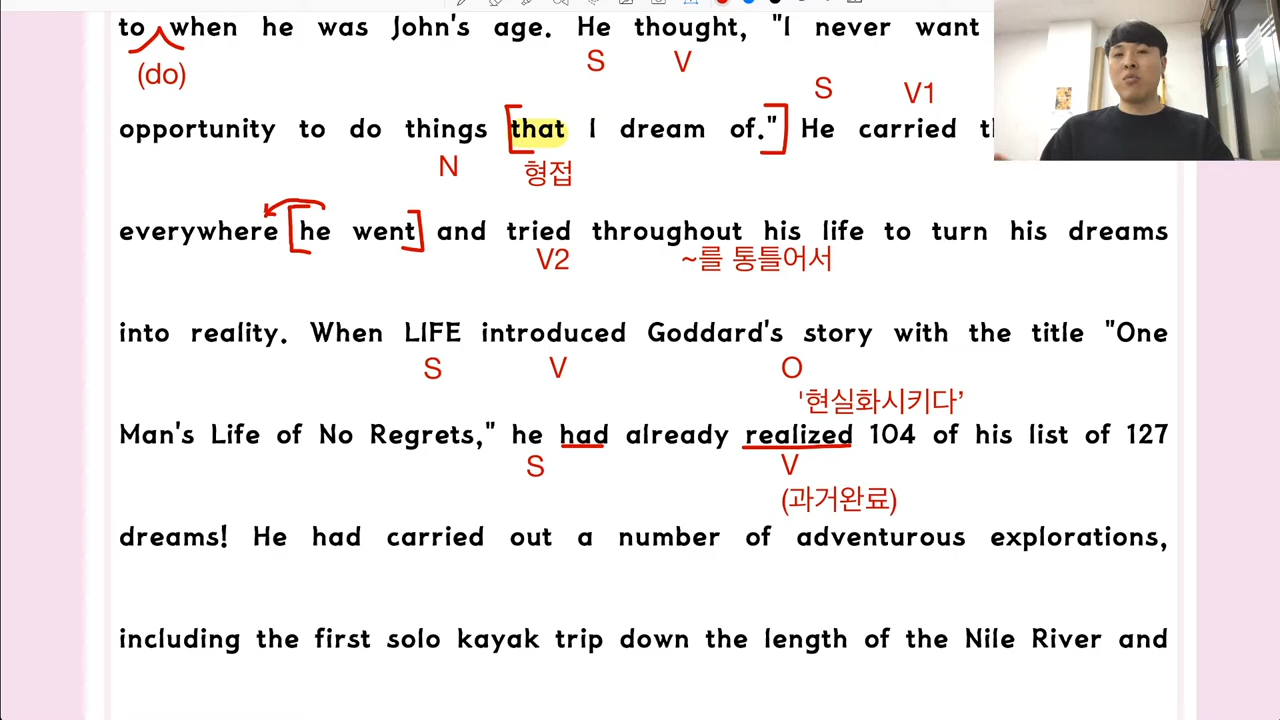 to when he was John's age. He thought, "I never want
(do) S V
S V1
opportunity to do things that I dream of." He carried
N 형접
everywhere he went and tried throughout his life to turn his dreams
V2 ~를 통틀어서
into reality. When LIFE introduced Goddard's story with the title "One
S V O
'현실화시키다'
Man's Life of No Regrets," he had already realized 104 of his list of 127
S V
(과거완료)
dreams! He had carried out a number of adventurous explorations,
including the first solo kayak trip down the length of the Nile River and